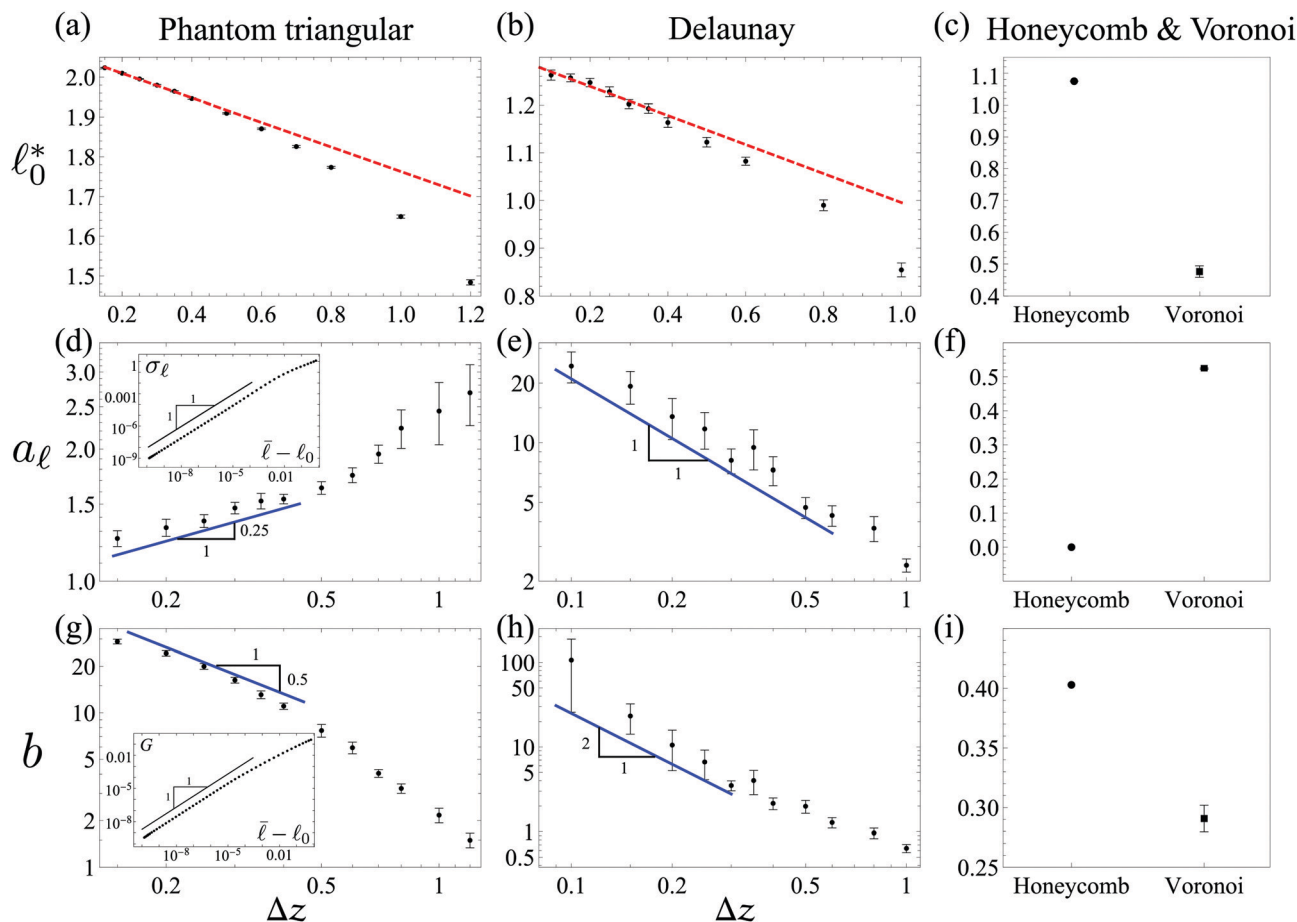 (a) Phantom triangular (b) Delaunay (c) Honeycomb & Voronoi
ℓ₀*
2.0
1.9
1.8
1.7
1.6
1.5
0.2 0.4 0.6 0.8 1.0 1.2
1.2
1.1
1.0
0.9
0.8
0.2 0.4 0.6 0.8 1.0
1.1
1.0
0.9
0.8
0.7
0.6
0.5
0.4
Honeycomb Voronoi
(d) (e) (f)
a_ℓ
3.0
2.5
2.0
1.5
1.0
0.2 0.5 1
σ_ℓ
1
0.001
10⁻⁶
10⁻⁹
10⁻⁸ 10⁻⁵ 0.01
ℓ̄ − ℓ₀
1
1
0.25
1
20
10
5
2
0.1 0.2 0.5 1
1
1
0.5
0.4
0.3
0.2
0.1
0.0
Honeycomb Voronoi
(g) (h) (i)
b
20
10
5
2
1
0.2 0.5 1
Δz
1
0.5
G
0.01
10⁻⁵
10⁻⁸
10⁻⁸ 10⁻⁵ 0.01
ℓ̄ − ℓ₀
1
1
100
50
10
5
1
0.5
0.1 0.2 0.5 1
Δz
2
1
0.40
0.35
0.30
0.25
Honeycomb Voronoi